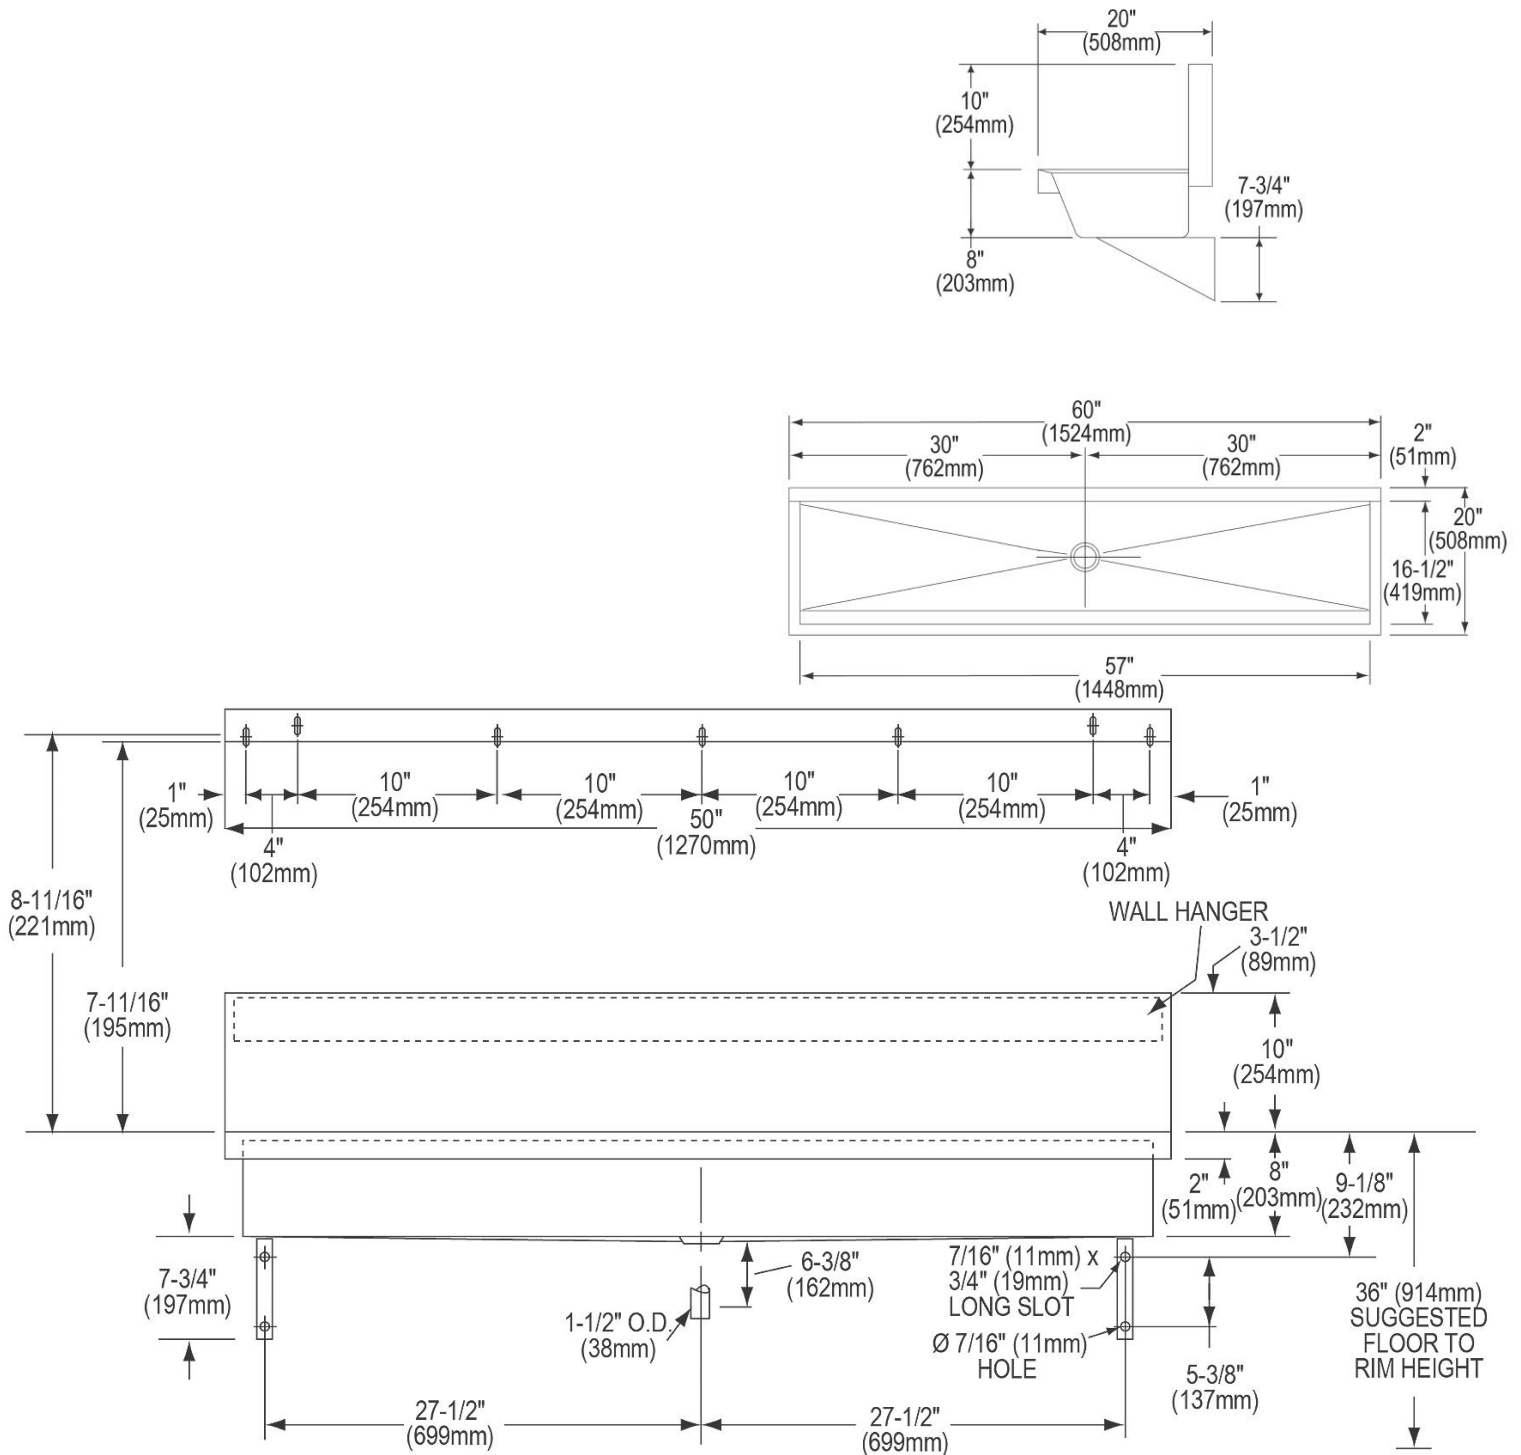 20"
(508mm)
10"
(254mm)
7-3/4"
(197mm)
8"
(203mm)
60"
(1524mm)
30"
(762mm)
30"
(762mm)
2"
(51mm)
20"
(508mm)
16-1/2"
(419mm)
57"
(1448mm)
1"
(25mm)
10"
(254mm)
10"
(254mm)
10"
(254mm)
10"
(254mm)
1"
(25mm)
50"
(1270mm)
4"
(102mm)
4"
(102mm)
8-11/16"
(221mm)
7-11/16"
(195mm)
WALL HANGER
3-1/2"
(89mm)
10"
(254mm)
2"
(51mm)
8"
(203mm)
9-1/8"
(232mm)
7-3/4"
(197mm)
6-3/8"
(162mm)
1-1/2" O.D.
(38mm)
7/16" (11mm) x
3/4" (19mm)
LONG SLOT
Ø 7/16" (11mm)
HOLE
5-3/8"
(137mm)
36" (914mm)
SUGGESTED
FLOOR TO
RIM HEIGHT
27-1/2"
(699mm)
27-1/2"
(699mm)